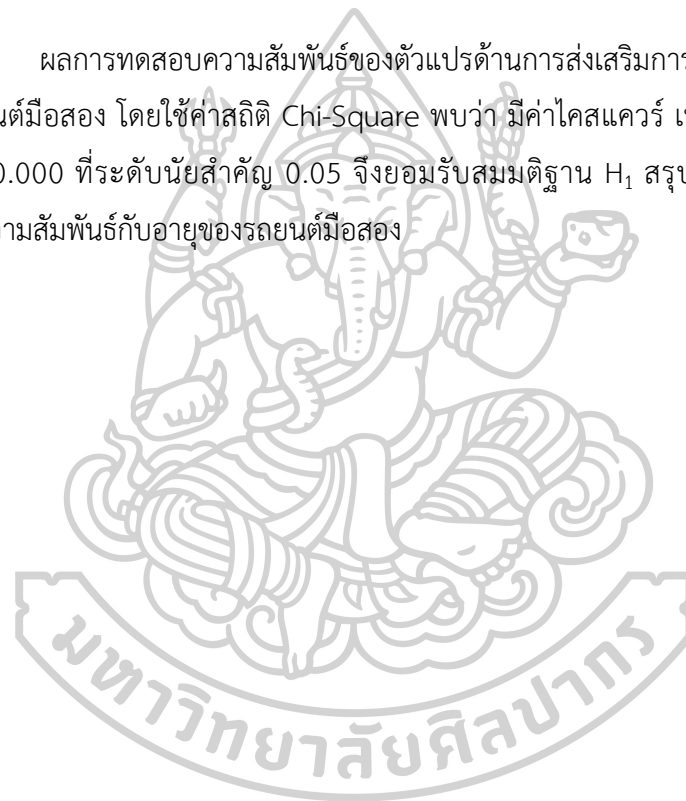 ผลการทดสอบความสัมพันธ์ของตัวแปรด้านการส่งเสริมการ
นต์มือสอง โดยใช้ค่าสถิติ Chi-Square พบว่า มีค่าไคสแควร์
0.000 ที่ระดับนัยสำคัญ 0.05 จึงยอมรับสมมติฐาน H₁ สรุป
วามสัมพันธ์กับอายุของรถยนต์มือสอง
มหาวิทยาลัยศิลปากร